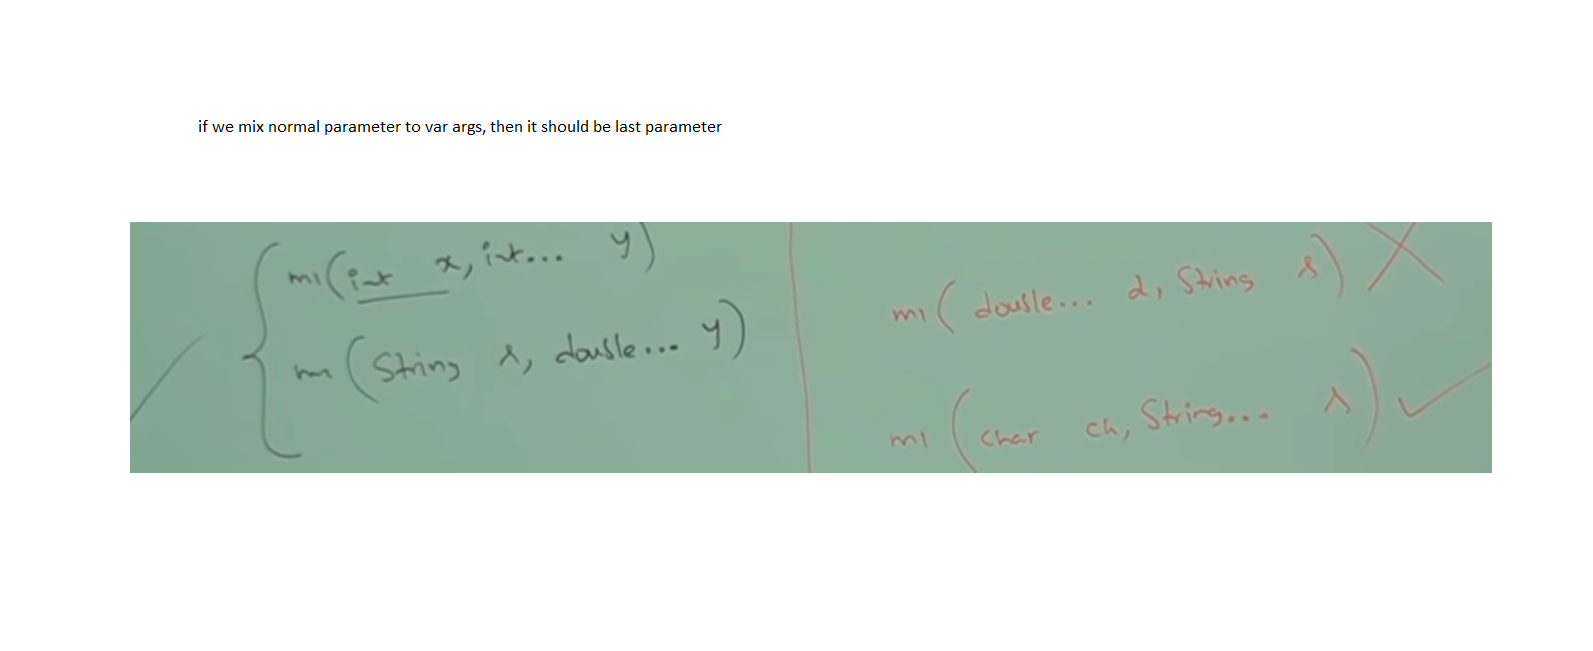 if we mix normal parameter to var args, then it should be last parameter
m1(int x, int... y)
m1(String s, double... y)
m1(double... d, String s)
m1(char ch, String... s)